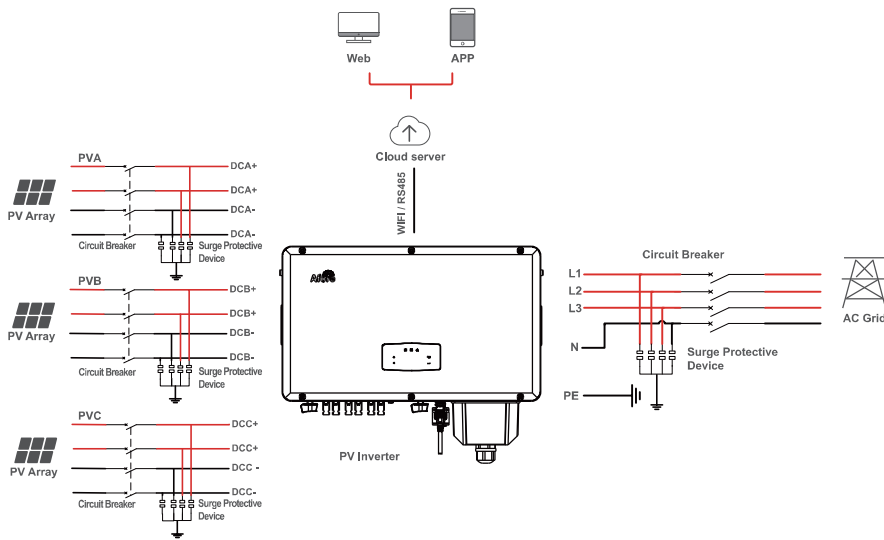 Web
APP
Cloud server
WIFI / RS485
PVA
DCA+
DCA+
DCA-
DCA-
PV Array
Circuit Breaker
Surge Protective
Device
PVB
DCB+
DCB+
DCB-
DCB-
PV Array
Circuit Breaker
Surge Protective
Device
PVC
DCC+
DCC+
DCC -
DCC-
PV Array
Circuit Breaker
Surge Protective
Device
PV Inverter
Circuit Breaker
L1
L2
L3
N
PE
AC Grid
Surge Protective
Device